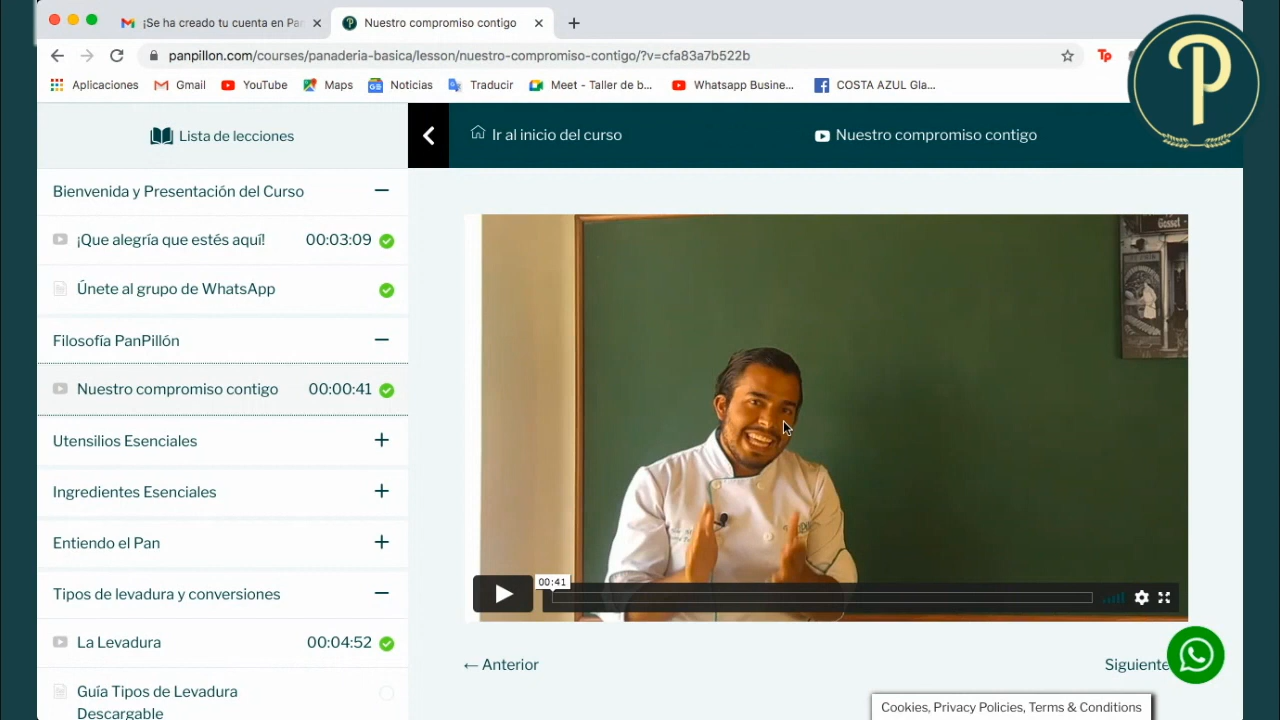 ¡Se ha creado tu cuenta en Pan
Nuestro compromiso contigo
panpillon.com/courses/panaderia-basica/lesson/nuestro-compromiso-contigo/?v=cfa83a7b522b
Tp
Aplicaciones
Gmail
YouTube
Maps
Noticias
Traducir
Meet - Taller de b...
Whatsapp Busine...
COSTA AZUL Gla...
P
Lista de lecciones
Ir al inicio del curso
Nuestro compromiso contigo
Bienvenida y Presentación del Curso
¡Que alegría que estés aquí! 00:03:09
Únete al grupo de WhatsApp
Filosofía PanPillón
Nuestro compromiso contigo 00:00:41
Utensilios Esenciales
Ingredientes Esenciales
Entiendo el Pan
Tipos de levadura y conversiones
La Levadura 00:04:52
Guía Tipos de Levadura
Descargable
Gosset
00:41
← Anterior
Siguiente
Cookies, Privacy Policies, Terms & Conditions